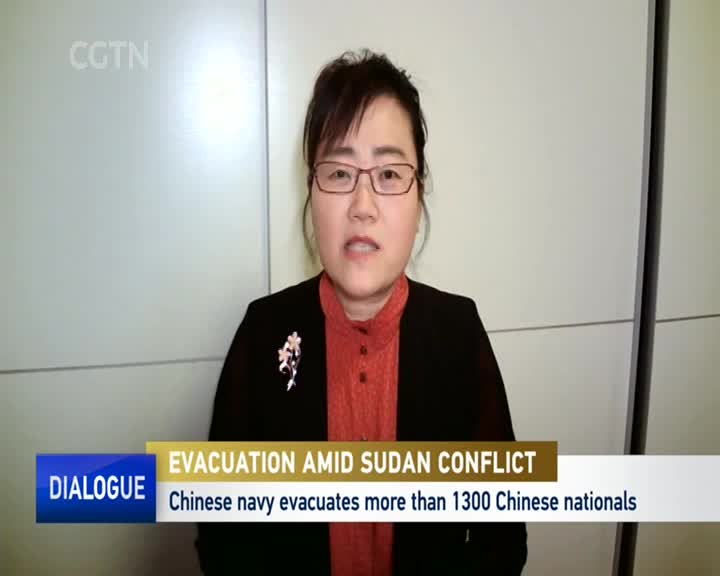 CGTN
EVACUATION AMID SUDAN CONFLICT
DIALOGUE
Chinese navy evacuates more than 1300 Chinese nationals